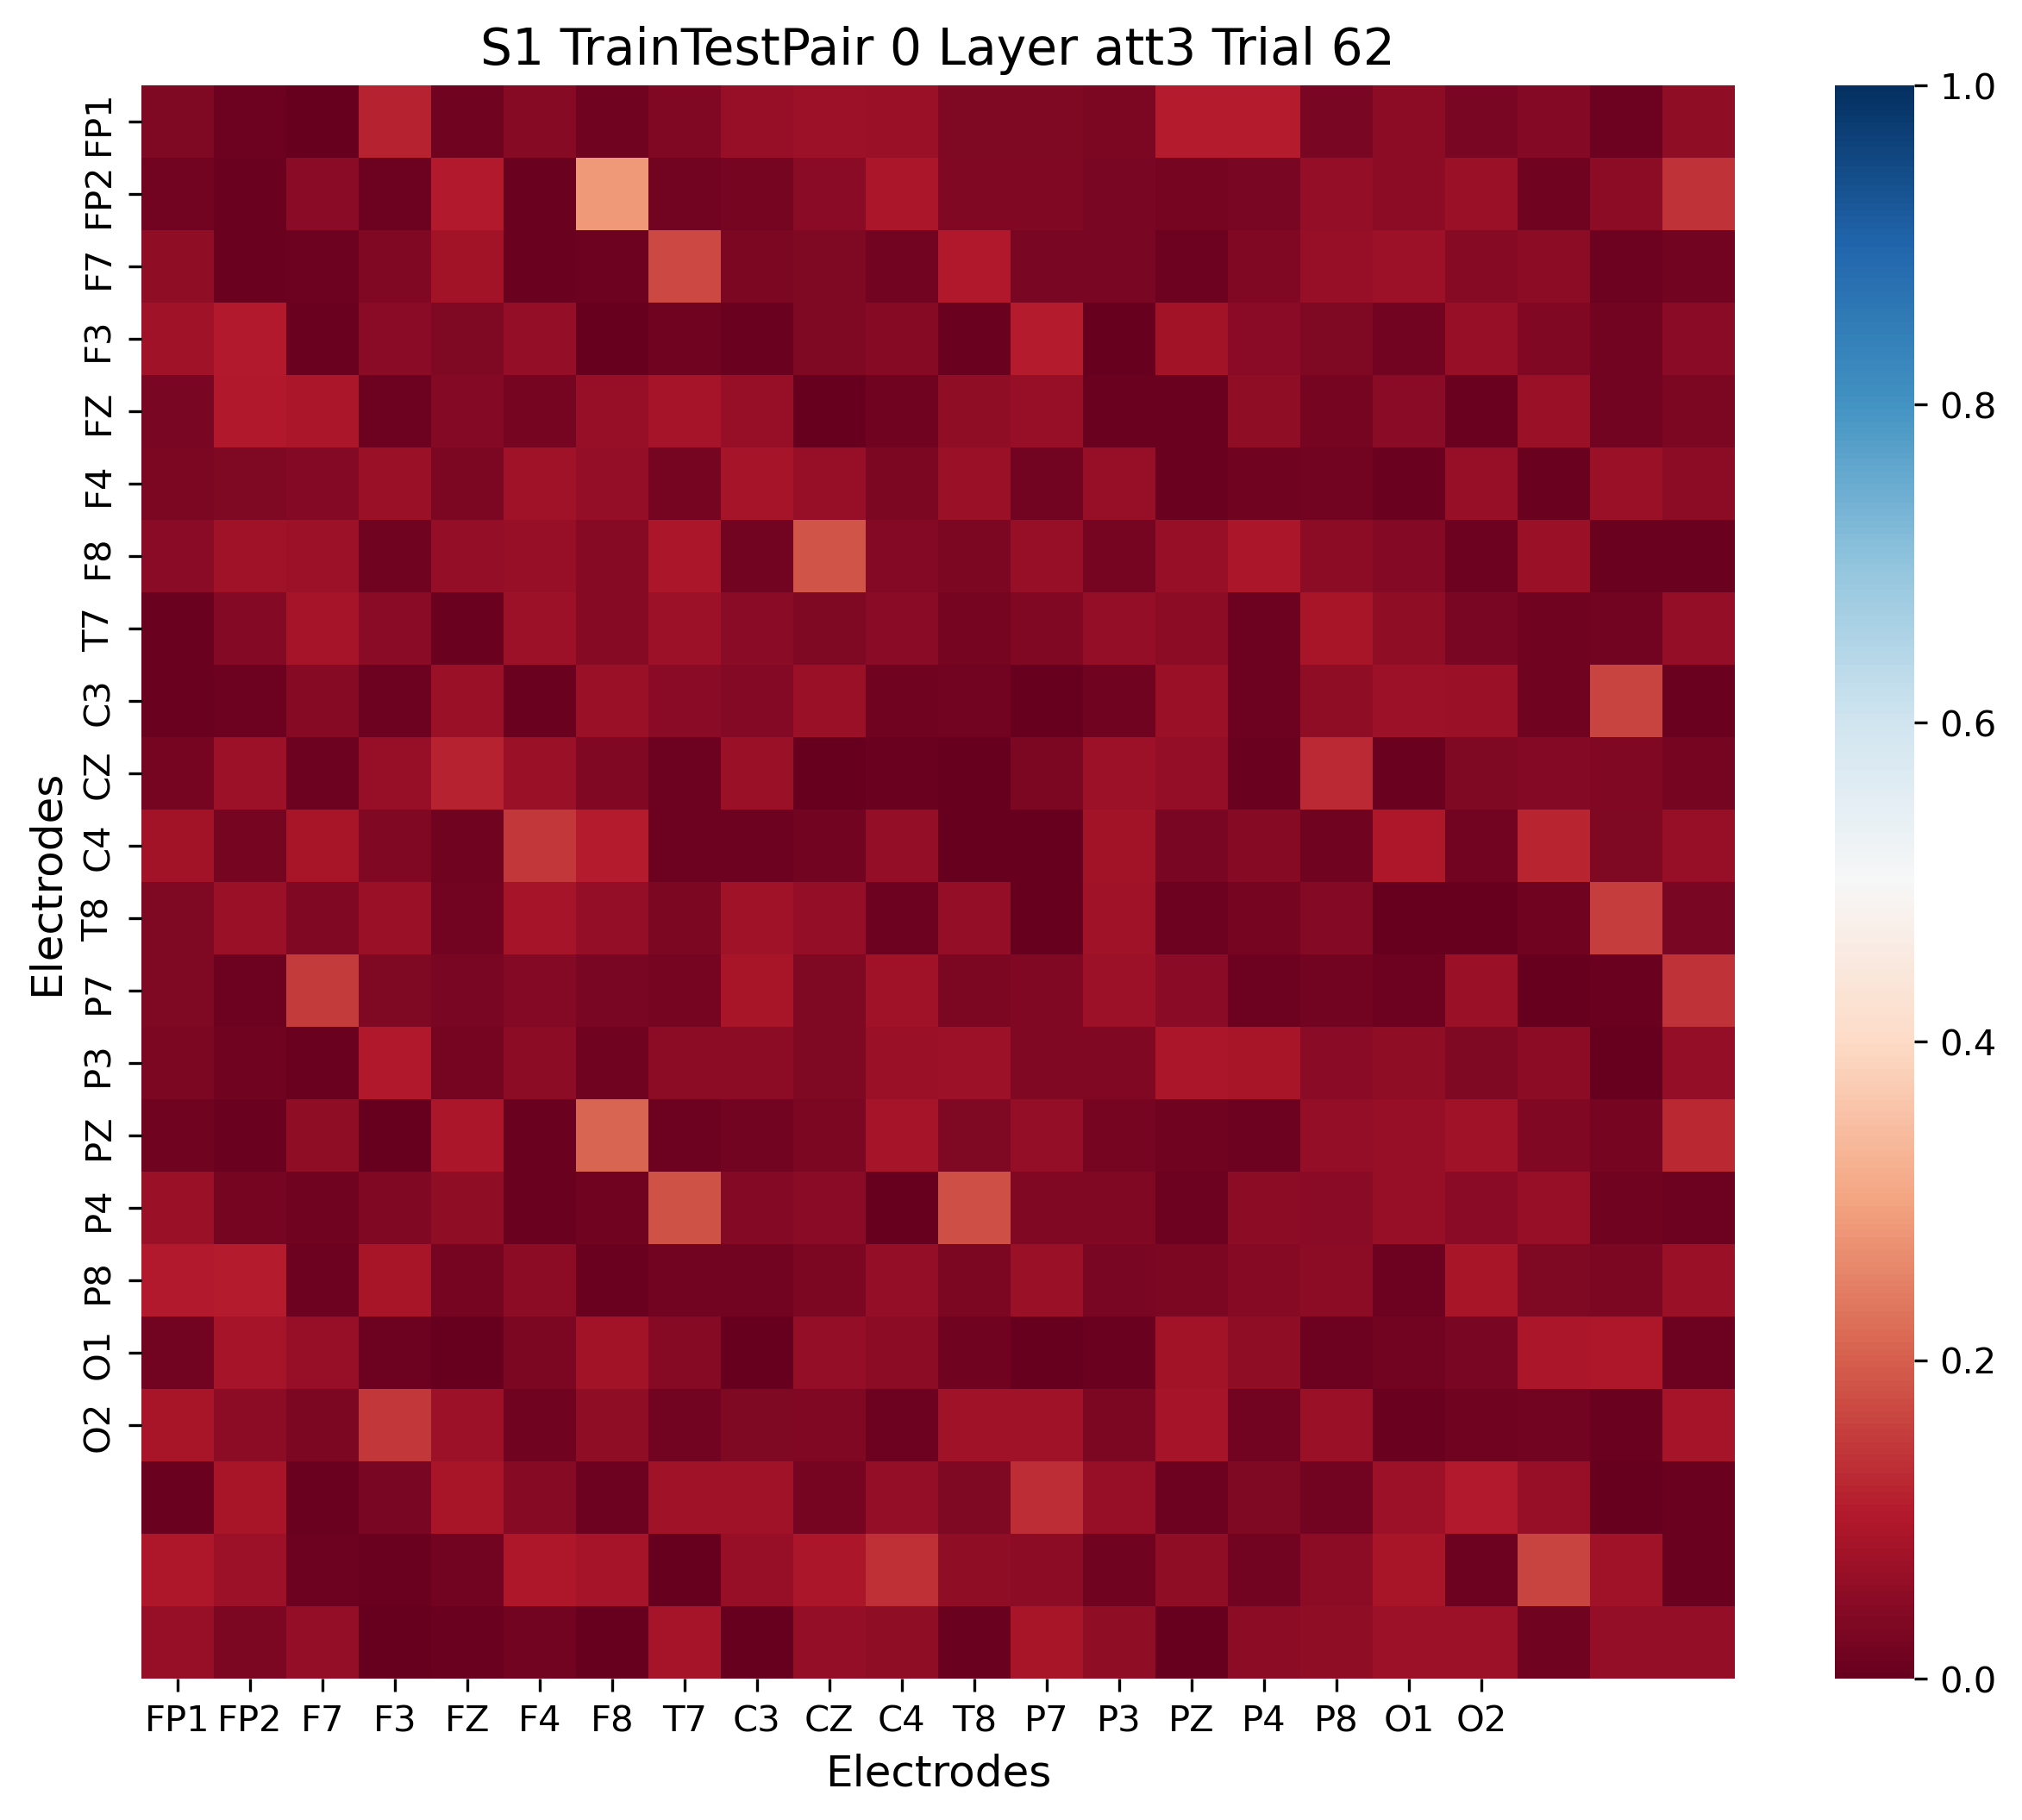 S1 TrainTestPair 0 Layer att3 Trial 62
Electrodes
FP1
FP2
F7
F3
FZ
F4
F8
T7
C3
CZ
C4
T8
P7
P3
PZ
P4
P8
O1
O2
FP1 FP2 F7 F3 FZ F4 F8 T7 C3 CZ C4 T8 P7 P3 PZ P4 P8 O1 O2
Electrodes
1.0
0.8
0.6
0.4
0.2
0.0